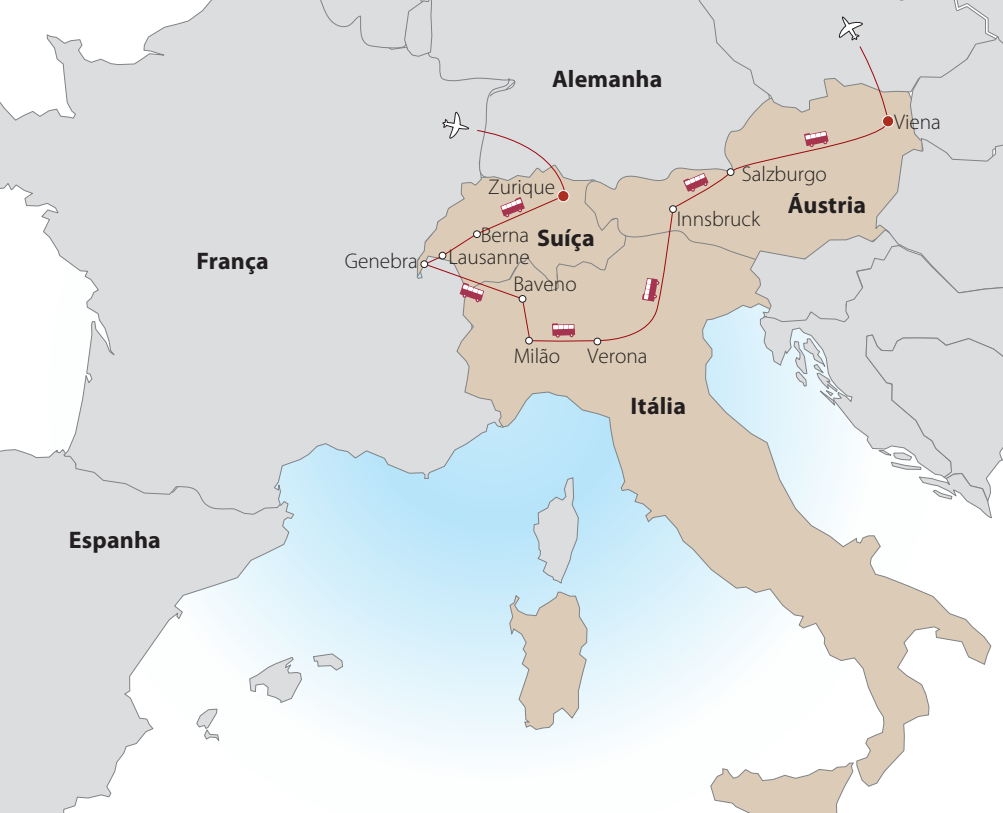 Alemanha
Viena
Salzburgo
Zurique
Áustria
Innsbruck
Berna
Suíça
Lausanne
França
Genebra
Baveno
Milão
Verona
Itália
Espanha